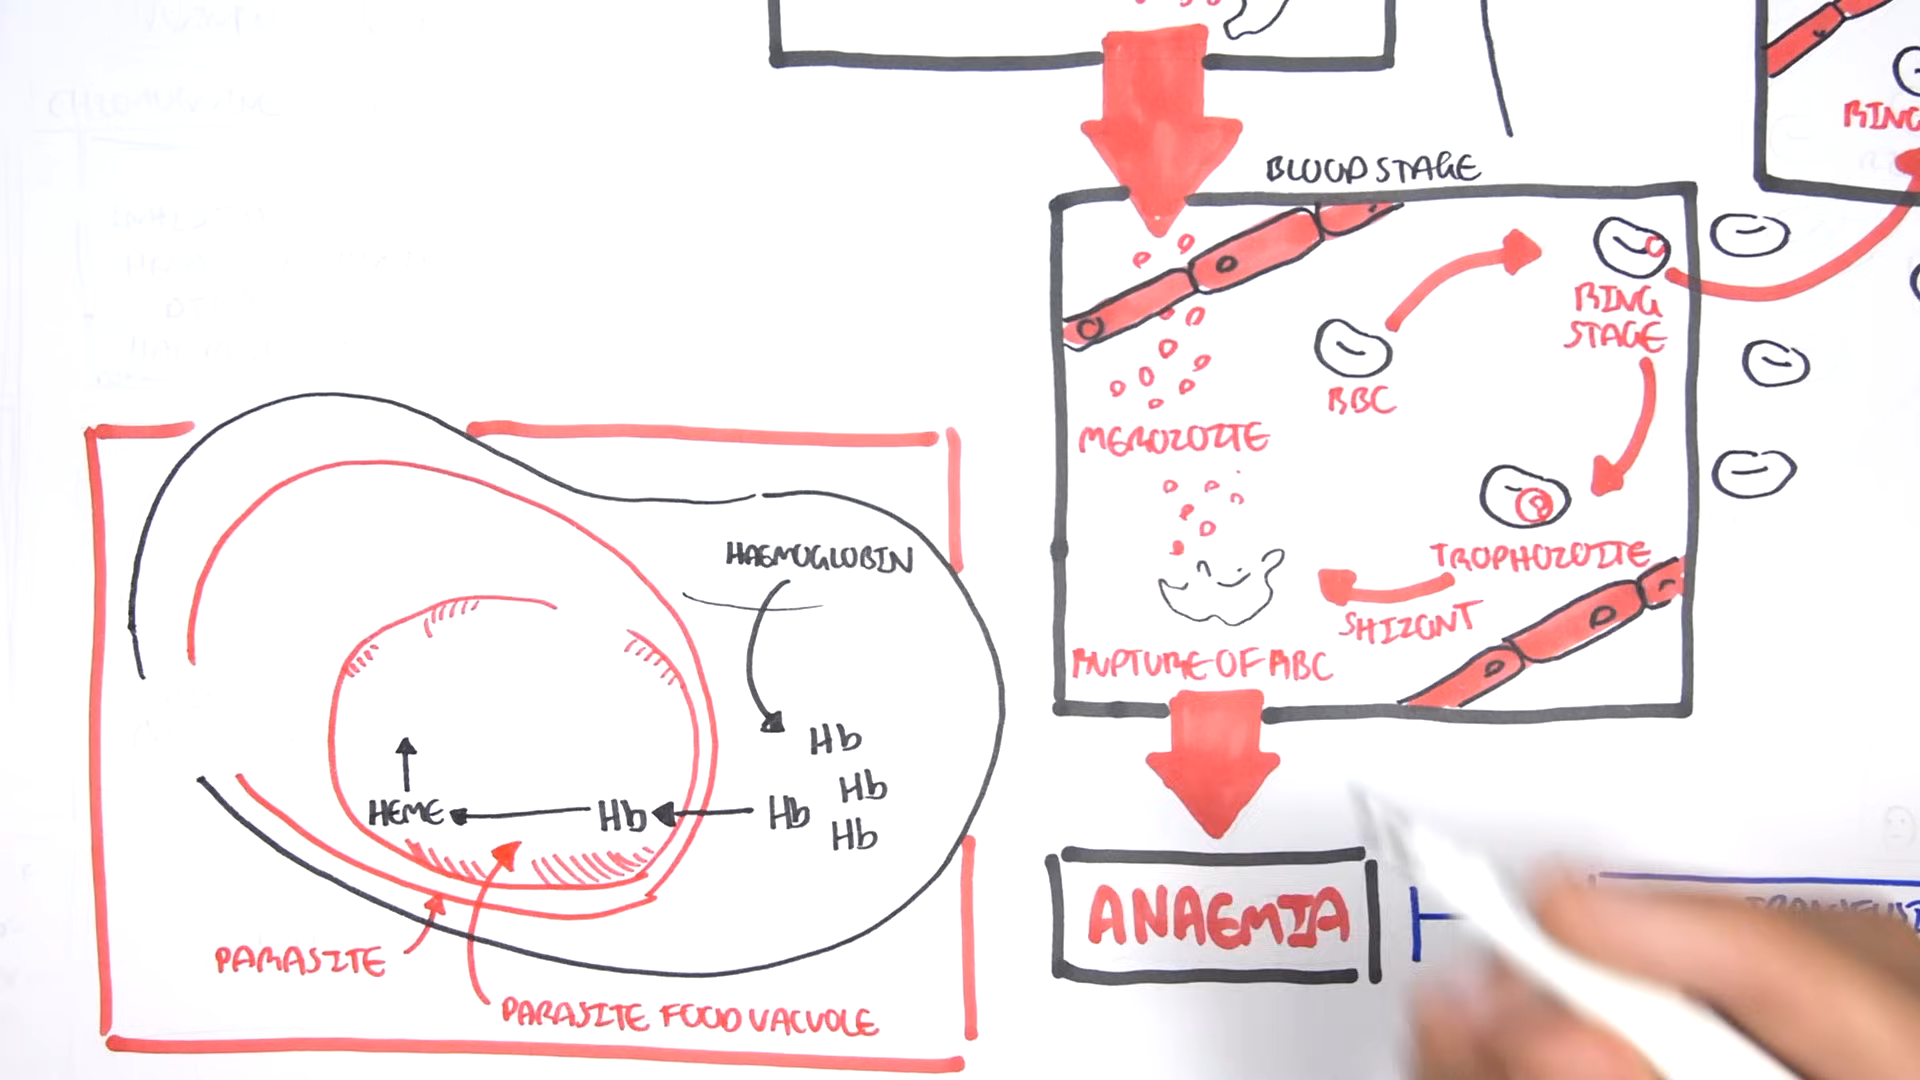 BLOOD STAGE
RING
RING
STAGE
RBC
MEROZOITE
TROPHOZOITE
SHIZONT
RUPTURE OF RBC
ANAEMIA
HAEMOGLOBIN
Hb
Hb
Hb
Hb
Hb
HEME
PARASITE
PARASITE FOOD VACUOLE